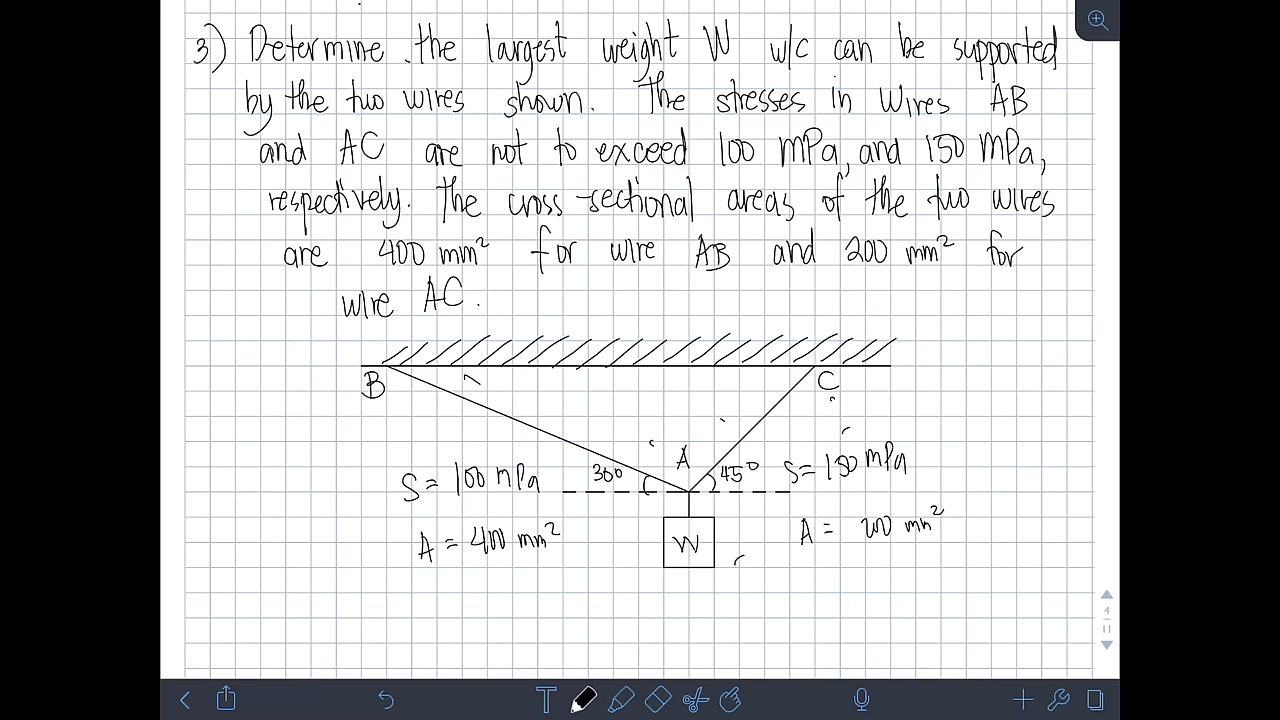 3) Determine the largest weight W w/c can be supported
by the two wires shown. The stresses in wires AB
and AC are not to exceed 100 mPa, and 150 mPa,
respectively. The cross-sectional areas of the two wires
are 400 mm² for wire AB and 200 mm² for
wire AC.
B
C
A
30°
45°
S = 100 mPa
S = 150 mPa
A = 400 mm²
A = 200 mm²
W
4
11
T